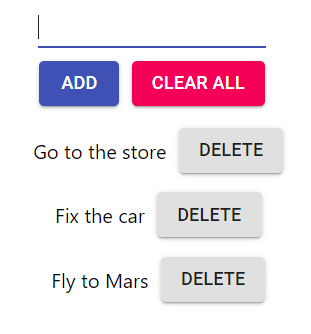 ADD CLEAR ALL
Go to the store DELETE
Fix the car DELETE
Fly to Mars DELETE